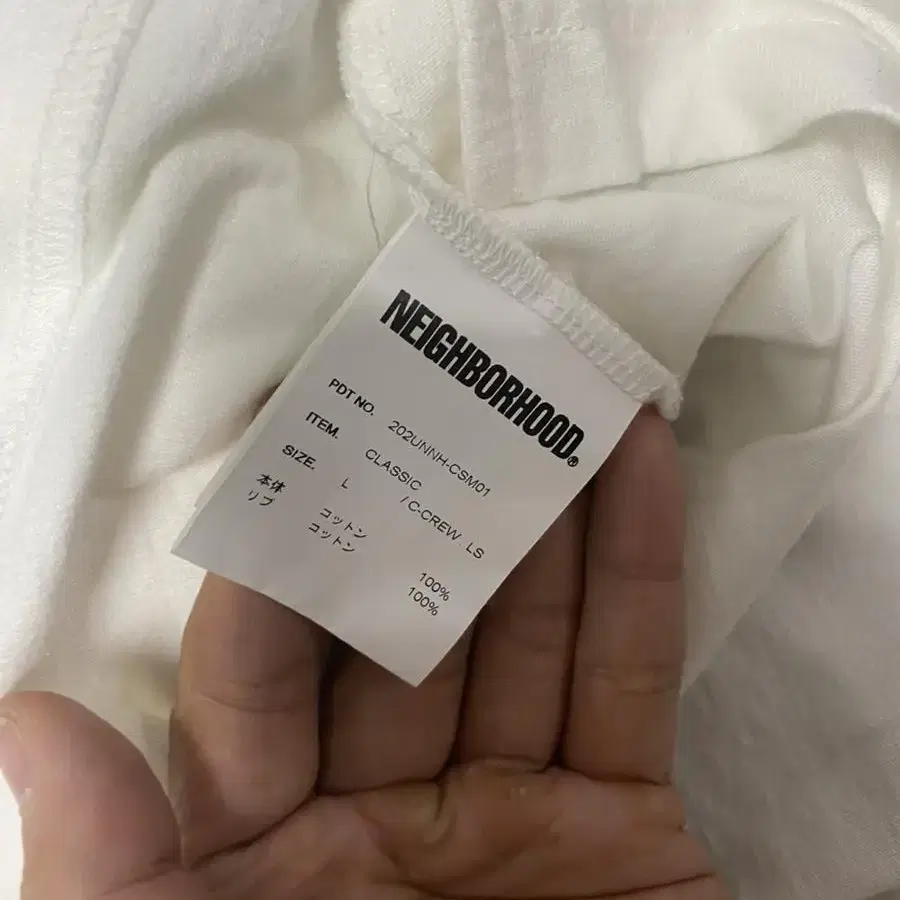 NEIGHBORHOOD®
PDT NO. 202UNNH-CSM01
ITEM. CLASSIC / C-CREW . LS
SIZE. L
本体 コットン 100%
リブ コットン 100%